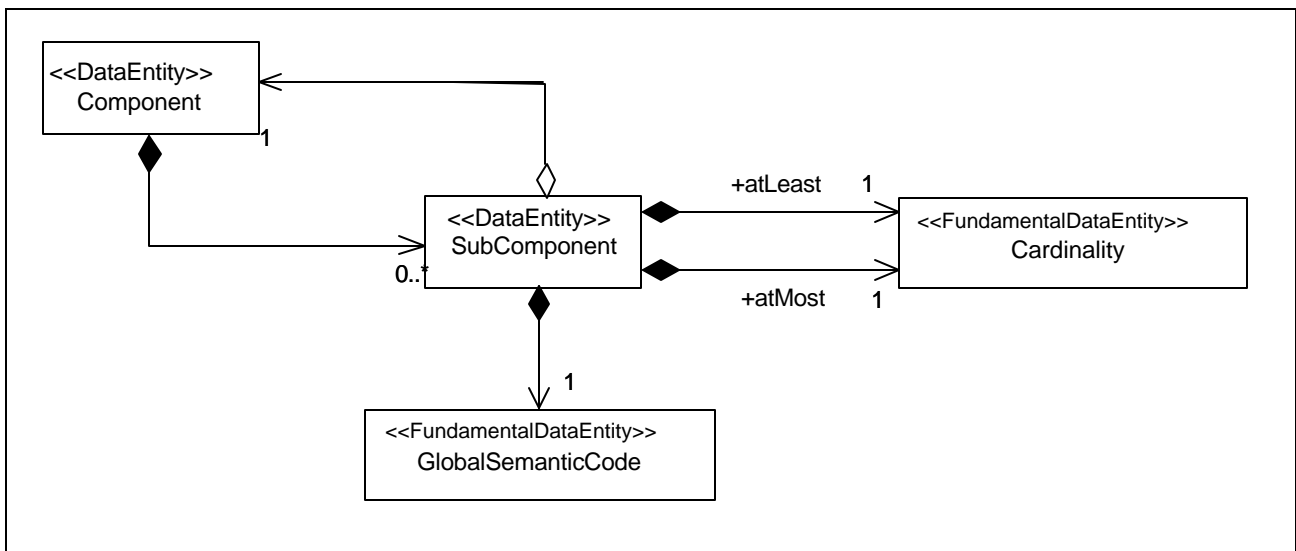 <<DataEntity>>
Component
1
<<DataEntity>>
SubComponent
0..*
+atLeast 1
<<FundamentalDataEntity>>
Cardinality
+atMost 1
1
<<FundamentalDataEntity>>
GlobalSemanticCode